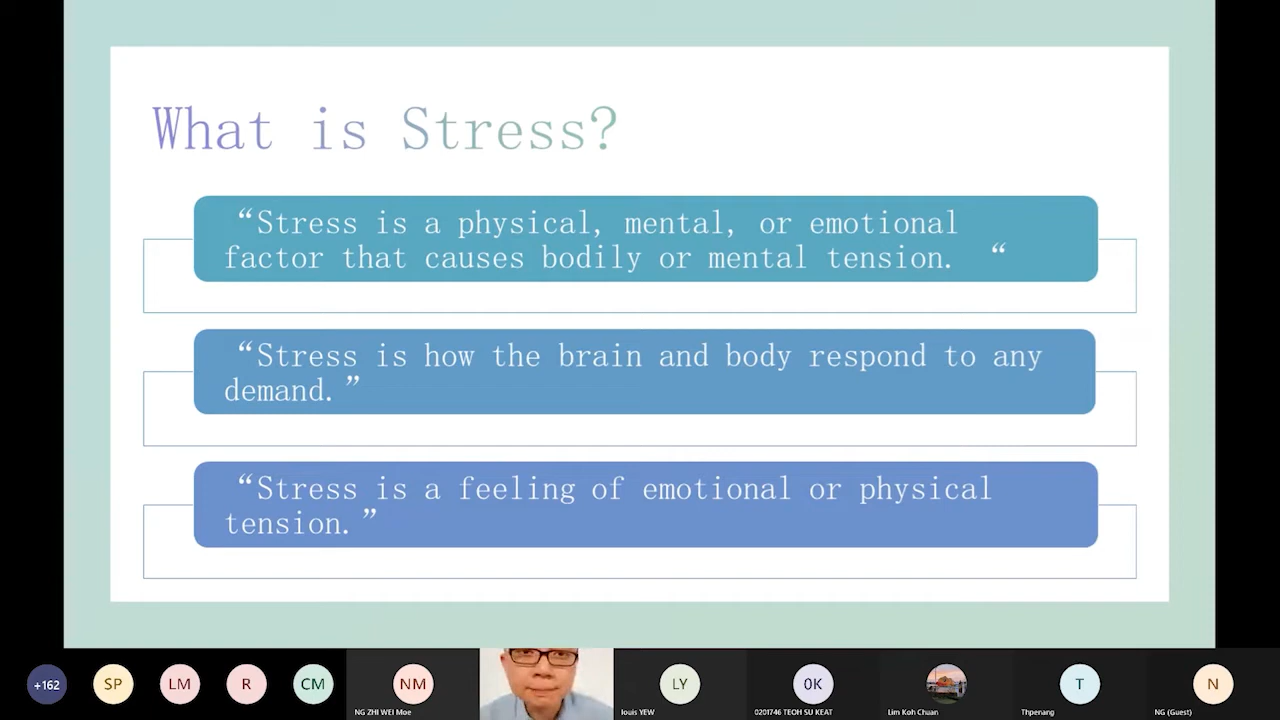 What is Stress?
“Stress is a physical, mental, or emotional
factor that causes bodily or mental tension. “
“Stress is how the brain and body respond to any
demand.”
“Stress is a feeling of emotional or physical
tension.”
+162
SP
LM
R
CM
NM
LY
0K
T
N
NG ZHI WEI Moe
louis YEW
0201746 TEOH SU KEAT
Lim Koh Chuan
Thpenang
NG (Guest)